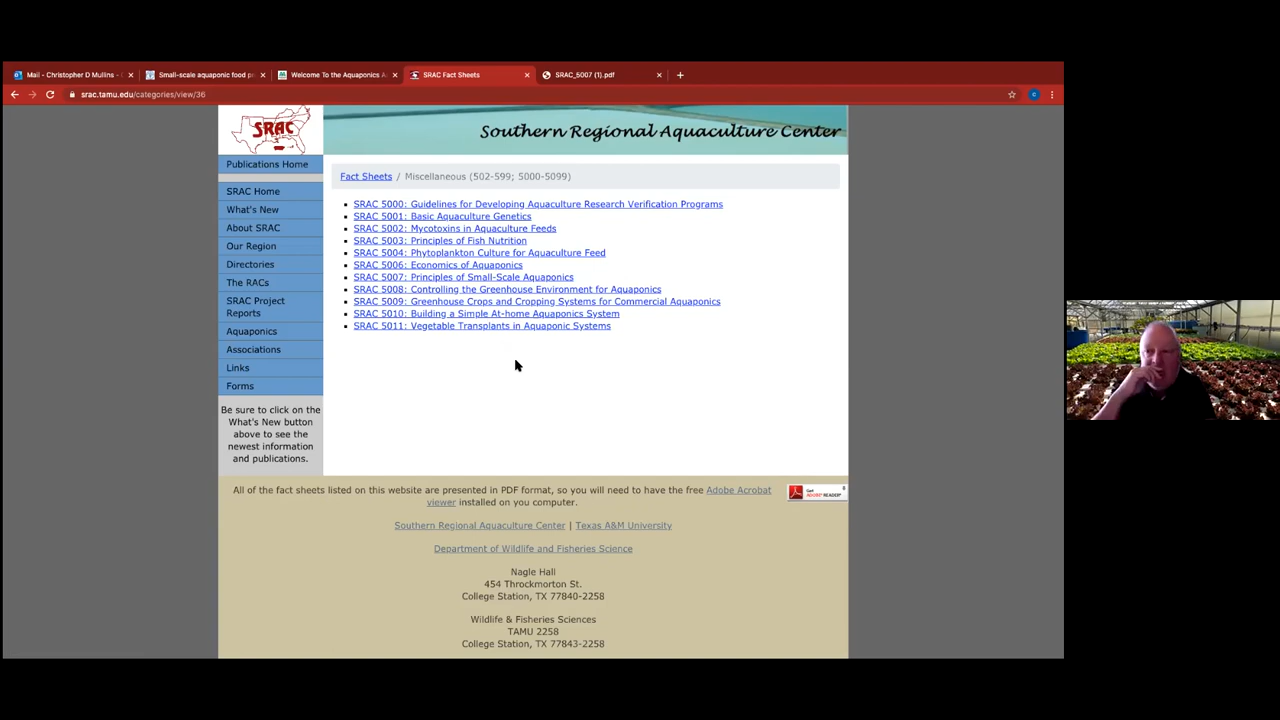 Mail - Christopher D Mullins -
Small-scale aquaponic food pr
Welcome To the Aquaponics A
SRAC Fact Sheets
SRAC_5007 (1).pdf
srac.tamu.edu/categories/view/36
SRAC
Southern Regional Aquaculture Center
Publications Home
SRAC Home
What's New
About SRAC
Our Region
Directories
The RACs
SRAC Project
Reports
Aquaponics
Associations
Links
Forms
Be sure to click on the
What's New button
above to see the
newest information
and publications.
Fact Sheets / Miscellaneous (502-599; 5000-5099)
SRAC 5000: Guidelines for Developing Aquaculture Research Verification Programs
SRAC 5001: Basic Aquaculture Genetics
SRAC 5002: Mycotoxins in Aquaculture Feeds
SRAC 5003: Principles of Fish Nutrition
SRAC 5004: Phytoplankton Culture for Aquaculture Feed
SRAC 5006: Economics of Aquaponics
SRAC 5007: Principles of Small-Scale Aquaponics
SRAC 5008: Controlling the Greenhouse Environment for Aquaponics
SRAC 5009: Greenhouse Crops and Cropping Systems for Commercial Aquaponics
SRAC 5010: Building a Simple At-home Aquaponics System
SRAC 5011: Vegetable Transplants in Aquaponic Systems
All of the fact sheets listed on this website are presented in PDF format, so you will need to have the free Adobe Acrobat
viewer installed on you computer.
Get
ADOBE READER
Southern Regional Aquaculture Center | Texas A&M University
Department of Wildlife and Fisheries Science
Nagle Hall
454 Throckmorton St.
College Station, TX 77840-2258
Wildlife & Fisheries Sciences
TAMU 2258
College Station, TX 77843-2258